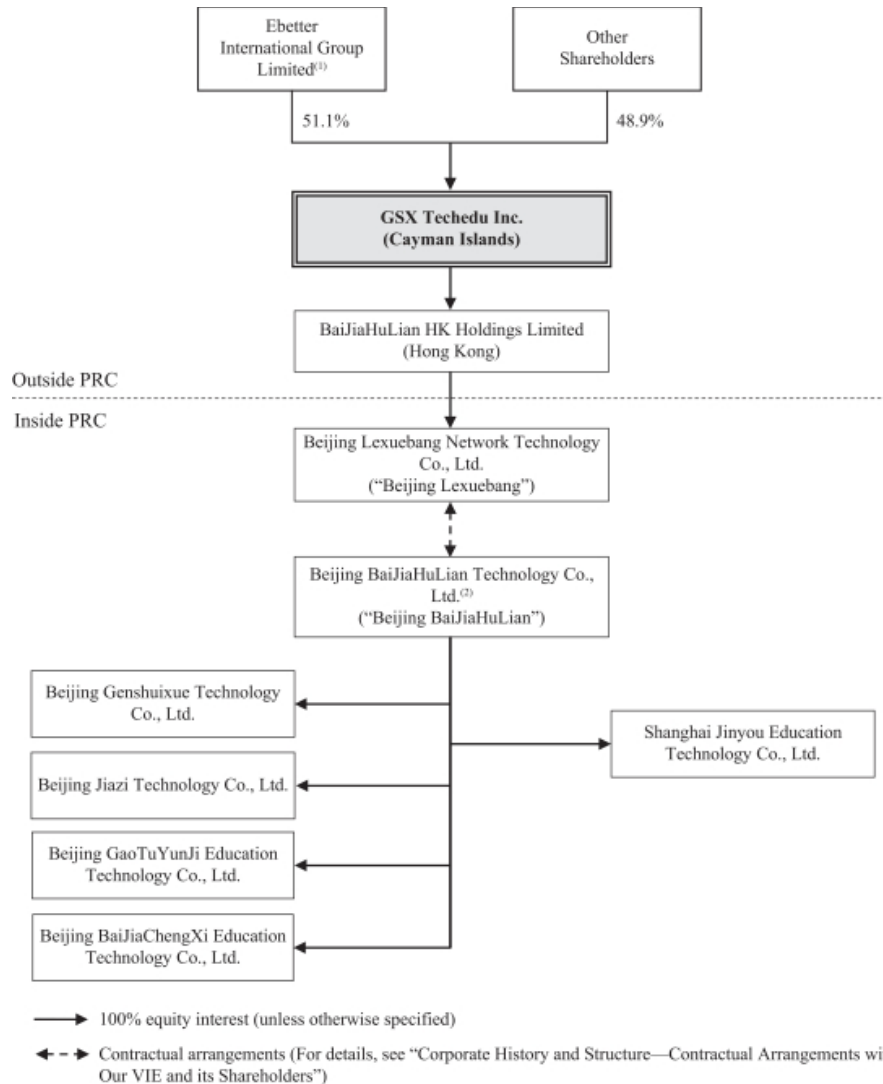 Ebetter
International Group
Limited(1)
Other
Shareholders
51.1%
48.9%
GSX Techedu Inc.
(Cayman Islands)
BaiJiaHuLian HK Holdings Limited
(Hong Kong)
Outside PRC
Inside PRC
Beijing Lexuebang Network Technology
Co., Ltd.
(“Beijing Lexuebang”)
Beijing BaiJiaHuLian Technology Co.,
Ltd.(2)
(“Beijing BaiJiaHuLian”)
Beijing Genshuixue Technology
Co., Ltd.
Shanghai Jinyou Education
Technology Co., Ltd.
Beijing Jiazi Technology Co., Ltd.
Beijing GaoTuYunJi Education
Technology Co., Ltd.
Beijing BaiJiaChengXi Education
Technology Co., Ltd.
100% equity interest (unless otherwise specified)
Contractual arrangements (For details, see “Corporate History and Structure—Contractual Arrangements wi
Our VIE and its Shareholders”)